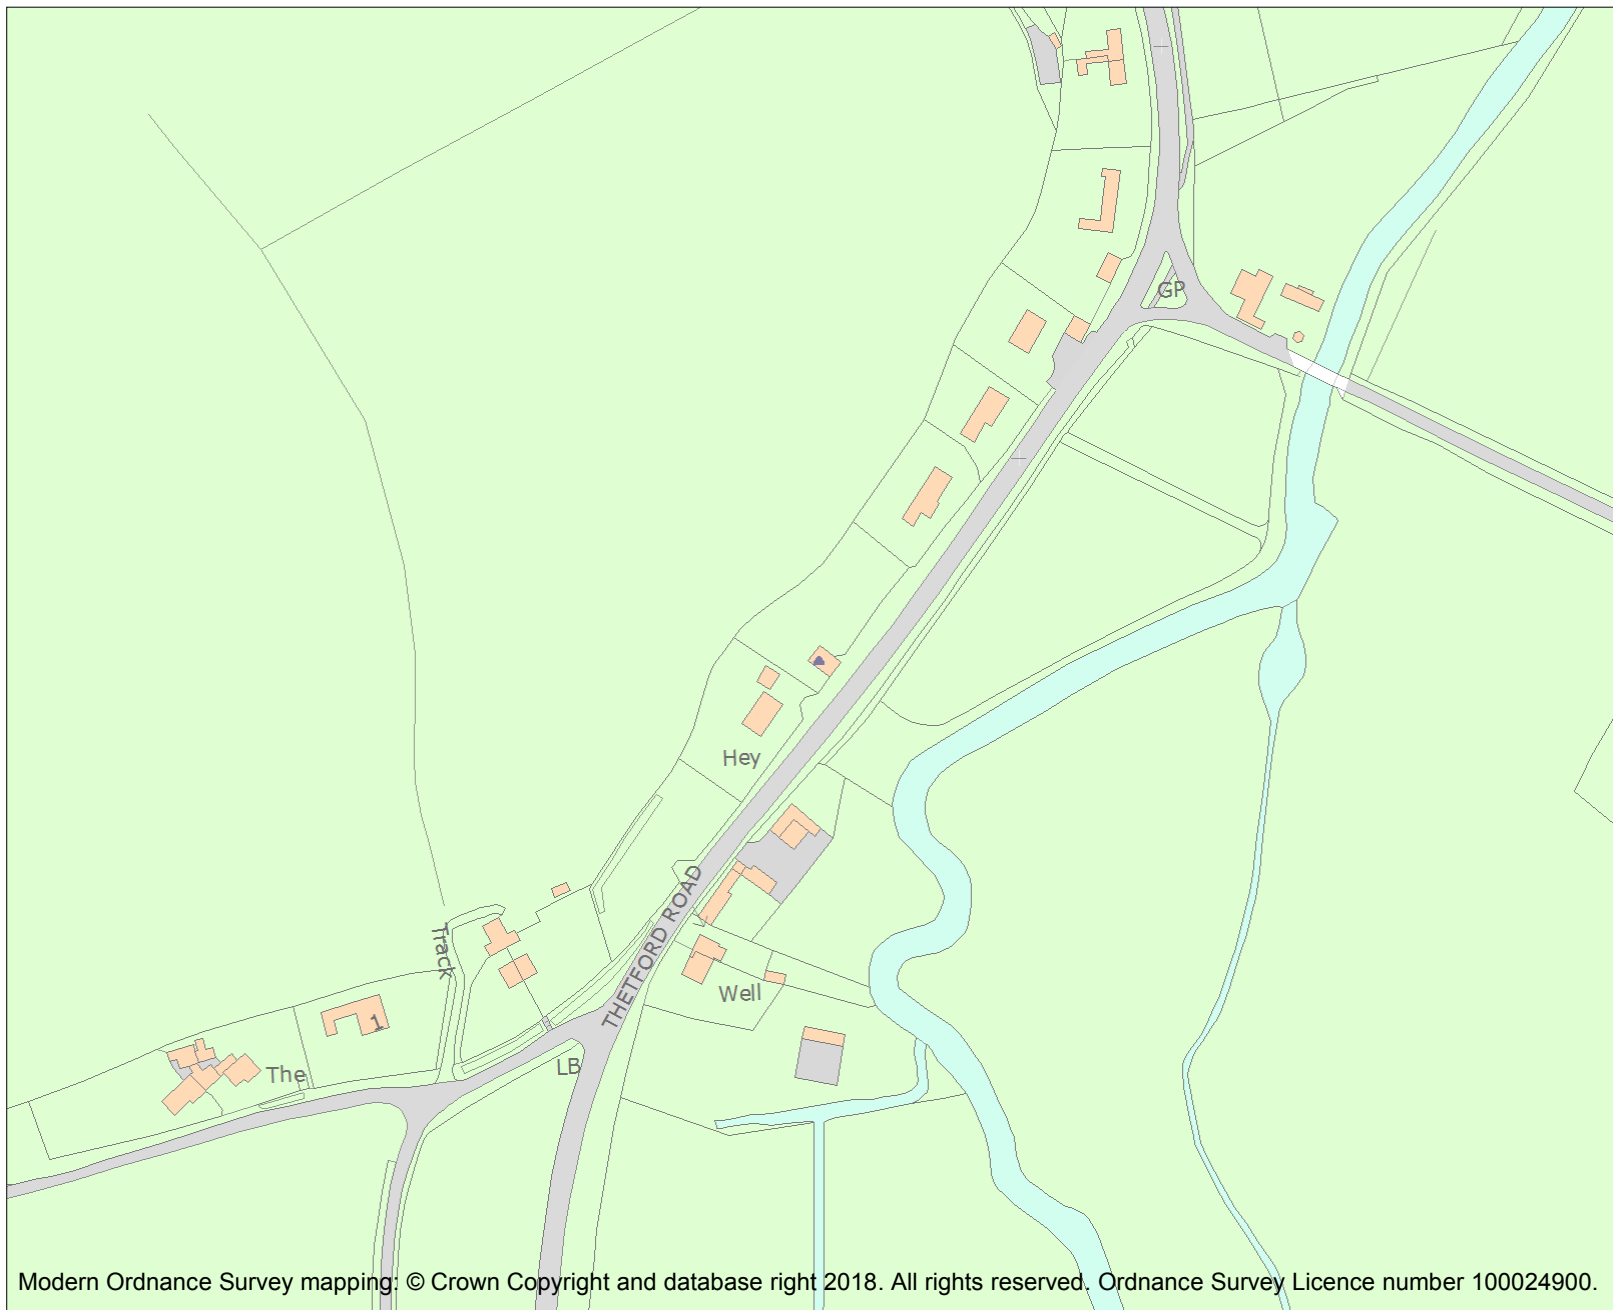 GP
Hey
THETFORD ROAD
Track
Well
1
The
LB
Modern Ordnance Survey mapping: © Crown Copyright and database right 2018. All rights reserved. Ordnance Survey Licence number 100024900.